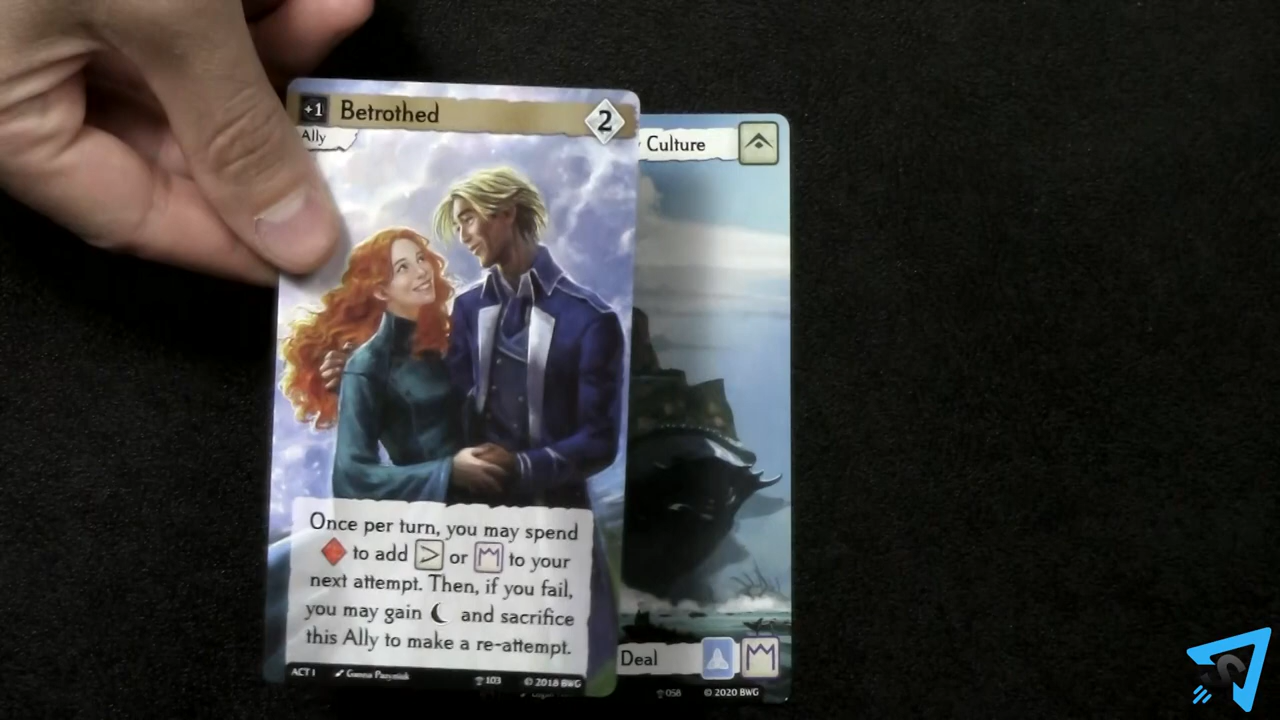 +1 Betrothed 2
Ally
Culture
Once per turn, you may spend
to add or to your
next attempt. Then, if you fail,
you may gain and sacrifice
this Ally to make a re-attempt.
Deal
ACT I 103 © 2018 BWG
058 © 2020 BWG